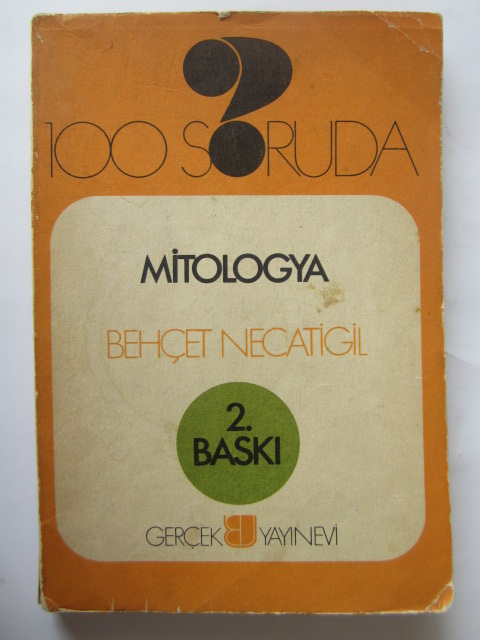 100 SORUDA
MİTOLOGYA
BEHÇET NECATİGİL
2.
BASKI
GERÇEK YAYINEVİ